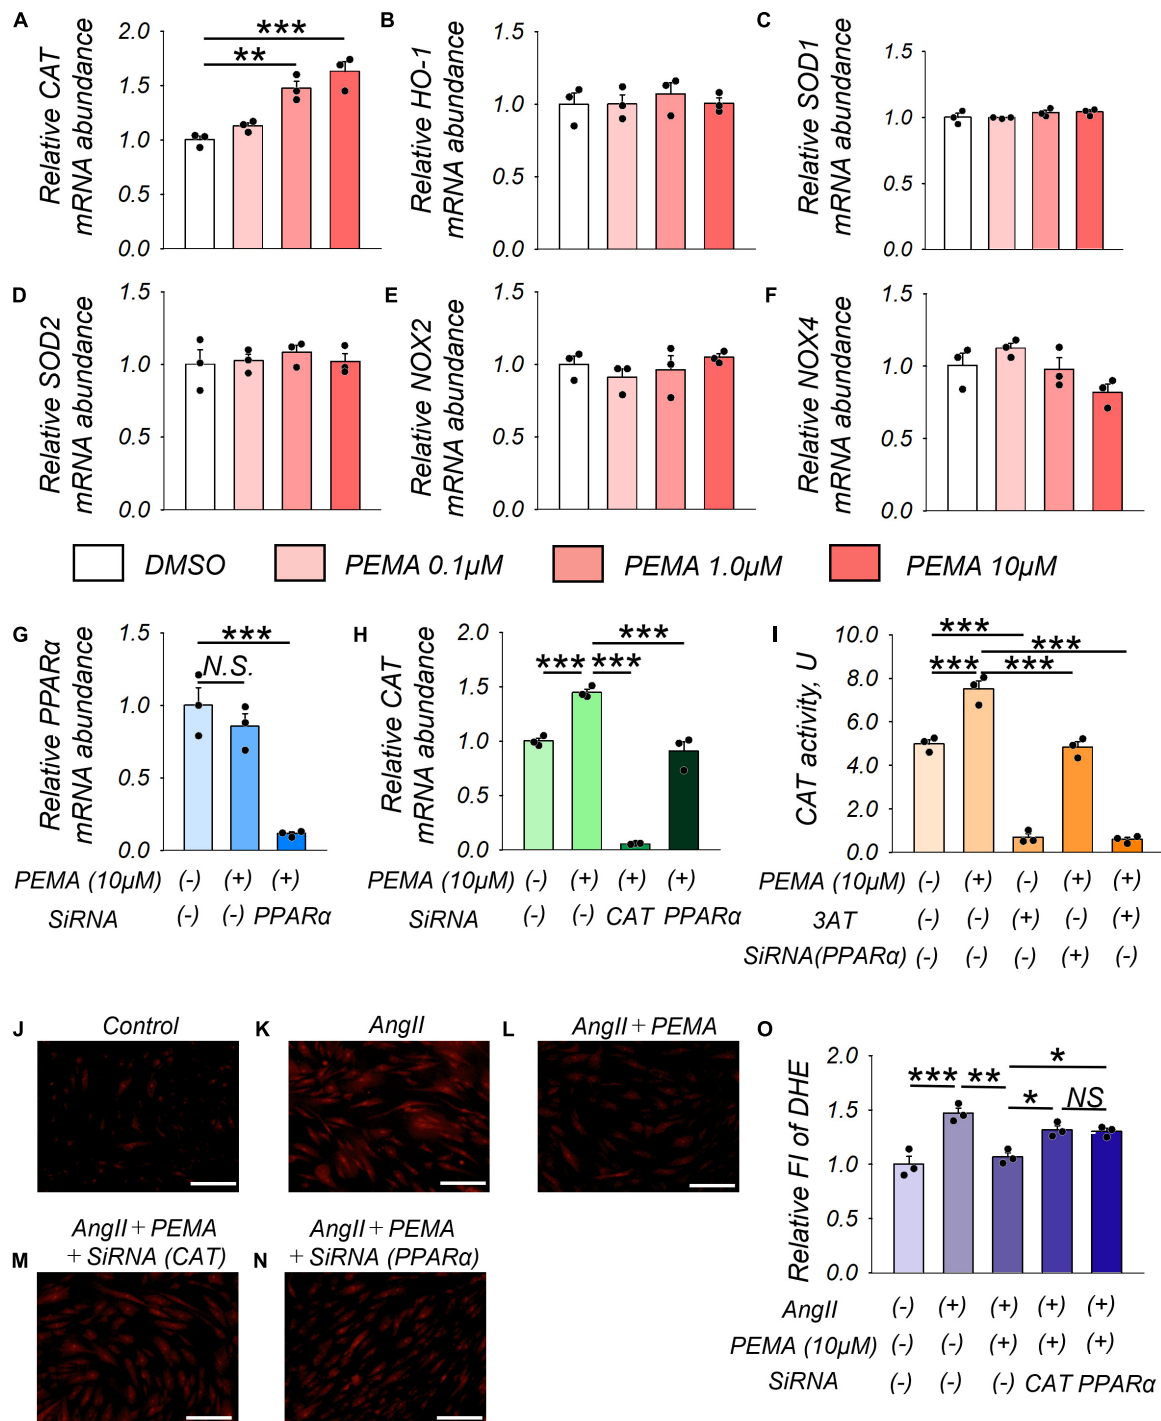 A
Relative CAT
mRNA abundance
2.0
1.5
1.0
0.5
0.0
***
**
B
Relative HO-1
mRNA abundance
1.5
1.0
0.5
0.0
C
Relative SOD1
mRNA abundance
1.5
1.0
0.5
0.0
D
Relative SOD2
mRNA abundance
1.5
1.0
0.5
0.0
E
Relative NOX2
mRNA abundance
1.5
1.0
0.5
0.0
F
Relative NOX4
mRNA abundance
1.5
1.0
0.5
0.0
DMSO
PEMA 0.1μM
PEMA 1.0μM
PEMA 10μM
G
Relative PPARα
mRNA abundance
1.5
1.0
0.5
0.0
***
N.S.
PEMA (10μM) (-) (+) (+)
SiRNA (-) (-) PPARα
H
Relative CAT
mRNA abundance
2.0
1.5
1.0
0.5
0.0
***
*** ***
PEMA (10μM) (-) (+) (+) (+)
SiRNA (-) (-) CAT PPARα
I
CAT activity, U
10.0
8.0
6.0
4.0
2.0
0.0
*** ***
*** ***
PEMA (10μM) (-) (+) (-) (+) (+)
3AT (-) (-) (+) (-) (+)
SiRNA(PPARα) (-) (-) (-) (+) (-)
J
Control
K
AngII
L
AngII + PEMA
M
AngII + PEMA
+ SiRNA (CAT)
N
AngII + PEMA
+ SiRNA (PPARα)
O
Relative FI of DHE
2.0
1.5
1.0
0.5
0.0
*
*** **
* NS
AngII (-) (+) (+) (+) (+)
PEMA (10μM) (-) (-) (+) (+) (+)
SiRNA (-) (-) (-) CAT PPARα